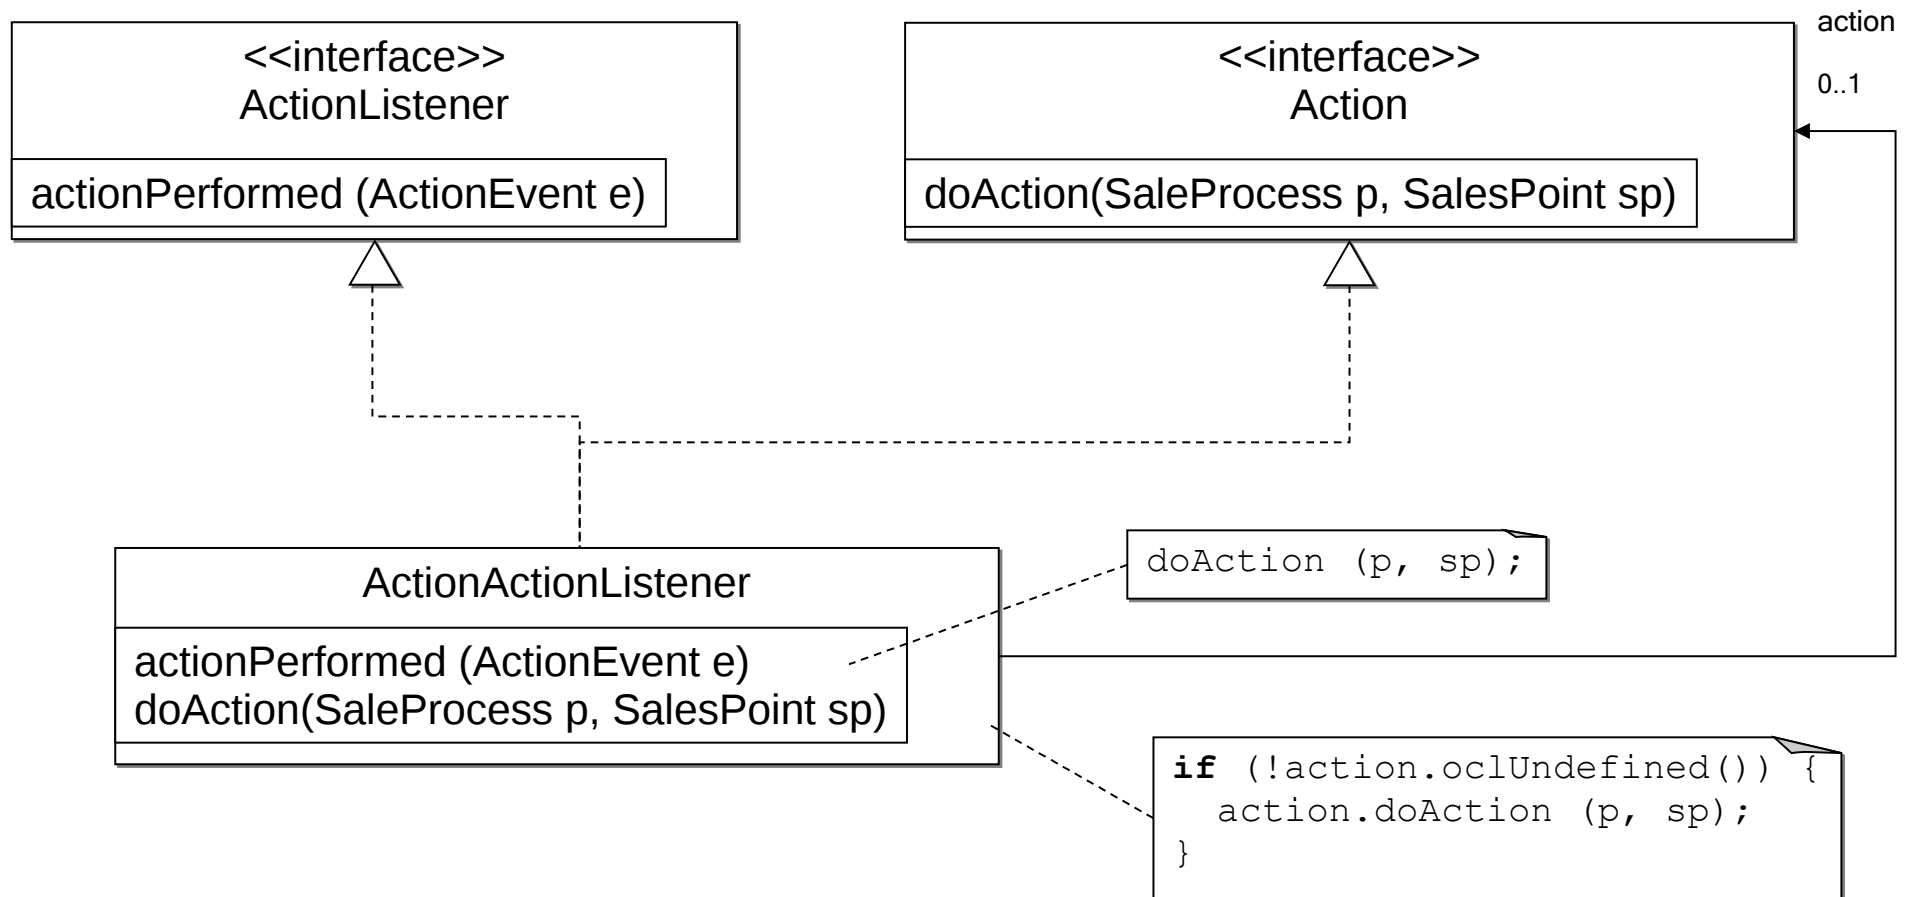 <<interface>>
ActionListener
actionPerformed (ActionEvent e)
<<interface>>
Action
doAction(SaleProcess p, SalesPoint sp)
action
0..1
ActionActionListener
actionPerformed (ActionEvent e)
doAction(SaleProcess p, SalesPoint sp)
doAction (p, sp);
if (!action.oclUndefined()) {
action.doAction (p, sp);
}